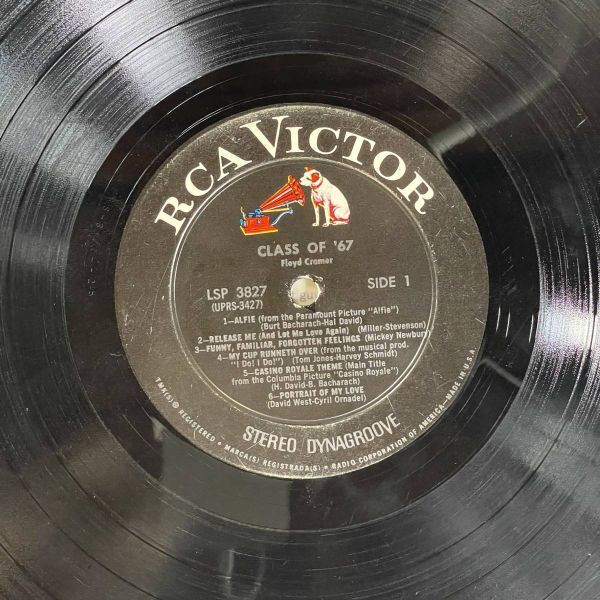 RCA VICTOR
CLASS OF '67
Floyd Cramer
LSP 3827
(UPRS-3427)
SIDE 1
1—ALFIE (from the Paramount Picture "Alfie")
(Burt Bacharach-Hal David)
2—RELEASE ME (And Let Me Love Again) (Miller-Stevenson)
3—FUNNY, FAMILIAR, FORGOTTEN FEELINGS (Mickey Newbury)
4—MY CUP RUNNETH OVER (from the musical prod.
"I Do! I Do!") (Tom Jones-Harvey Schmidt)
5—CASINO ROYALE THEME (Main Title
from the Columbia Picture "Casino Royale")
(H. David-B. Bacharach)
6—PORTRAIT OF MY LOVE
(David West-Cyril Ornadel)
STEREO DYNAGROOVE
TMK(S) ® REGISTERED • MARCA(S) REGISTRADA(S) • RADIO CORPORATION OF AMERICA—MADE IN U.S.A.